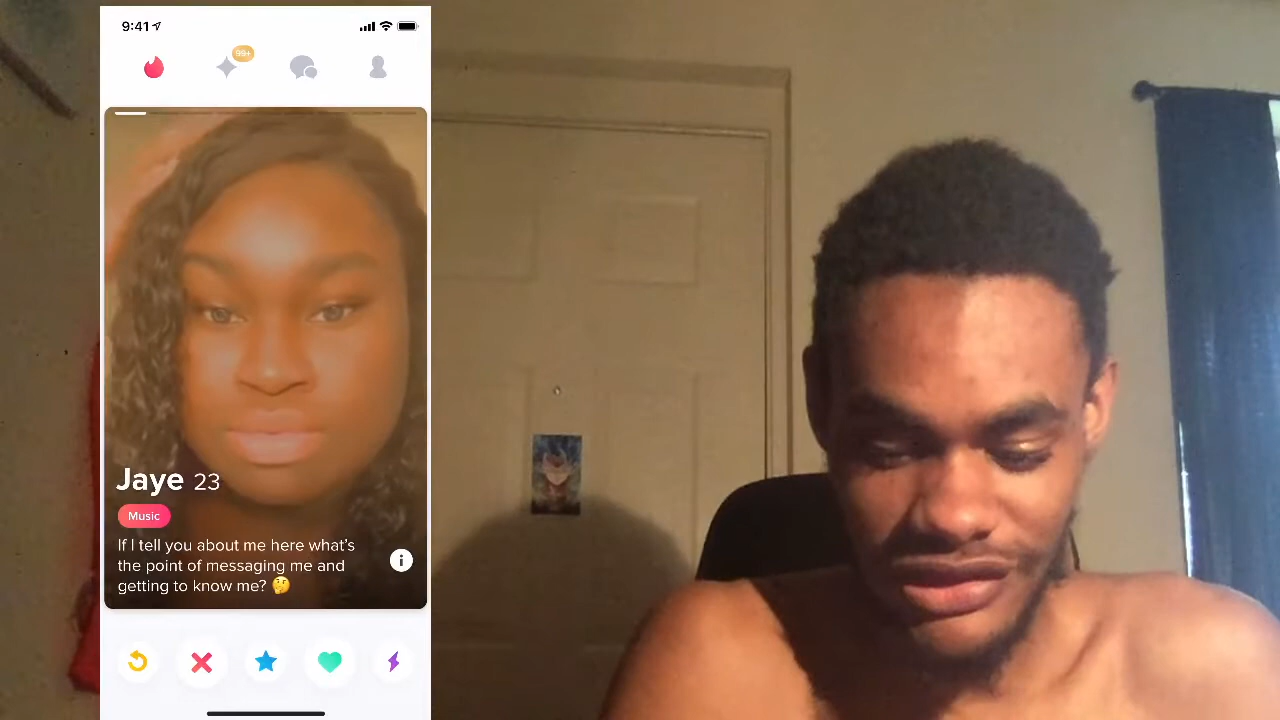 9:41
99+
Jaye 23
Music
If I tell you about me here what's
the point of messaging me and
getting to know me? 🤔